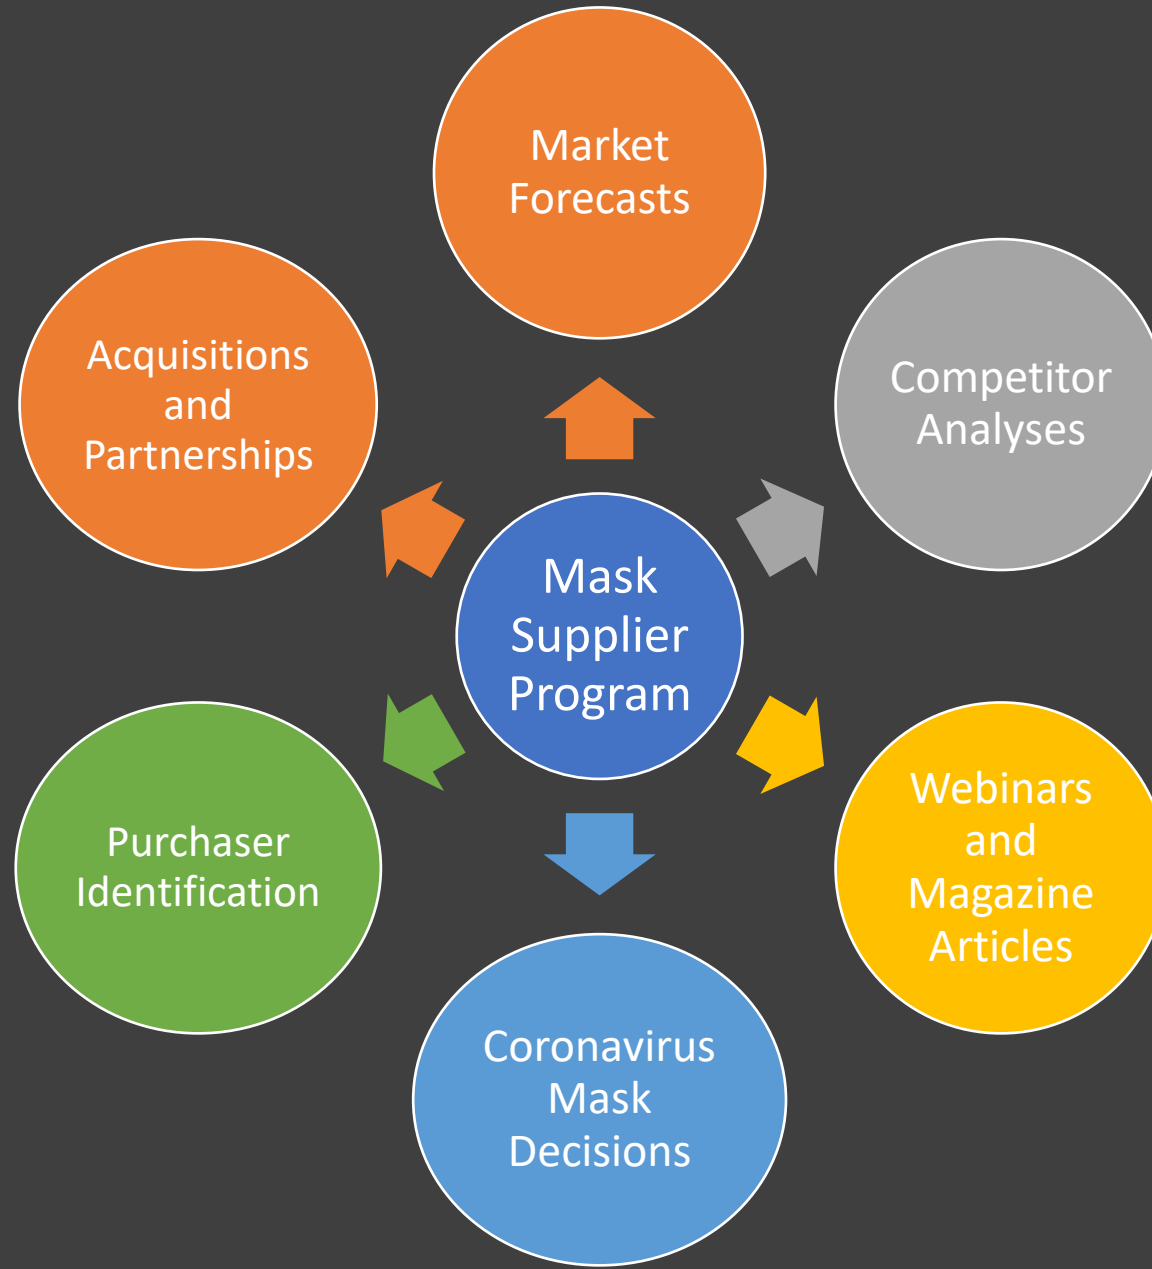 Market
Forecasts
Acquisitions
and
Partnerships
Competitor
Analyses
Mask
Supplier
Program
Purchaser
Identification
Webinars
and
Magazine
Articles
Coronavirus
Mask
Decisions